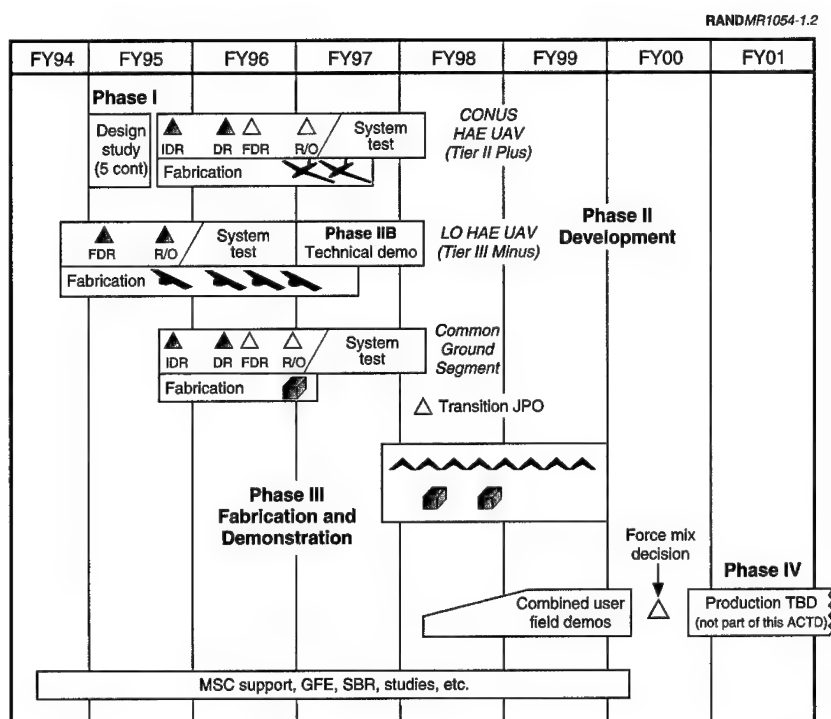 RANDMR1054-1.2
FY94 FY95 FY96 FY97 FY98 FY99 FY00 FY01
Phase I
Design
study
(5 cont)
IDR DR FDR R/O
System
test
Fabrication
CONUS
HAE UAV
(Tier II Plus)
Phase II
Development
FDR R/O
System
test
Phase IIB
Technical demo
Fabrication
LO HAE UAV
(Tier III Minus)
IDR DR FDR R/O
System
test
Fabrication
Common
Ground
Segment
Transition JPO
Phase III
Fabrication and
Demonstration
Force mix
decision
Phase IV
Combined user
field demos
Production TBD
(not part of this ACTD)
MSC support, GFE, SBR, studies, etc.